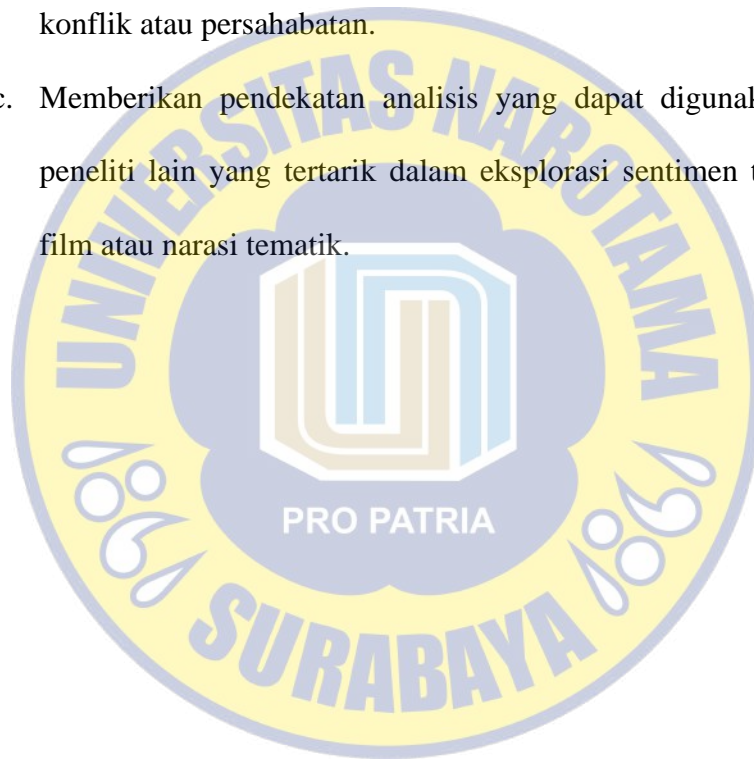 konflik atau persahabatan.
c. Memberikan pendekatan analisis yang dapat digunak
peneliti lain yang tertarik dalam eksplorasi sentimen t
film atau narasi tematik.
UNIVERSITAS NAROTAMA
PRO PATRIA
SURABAYA